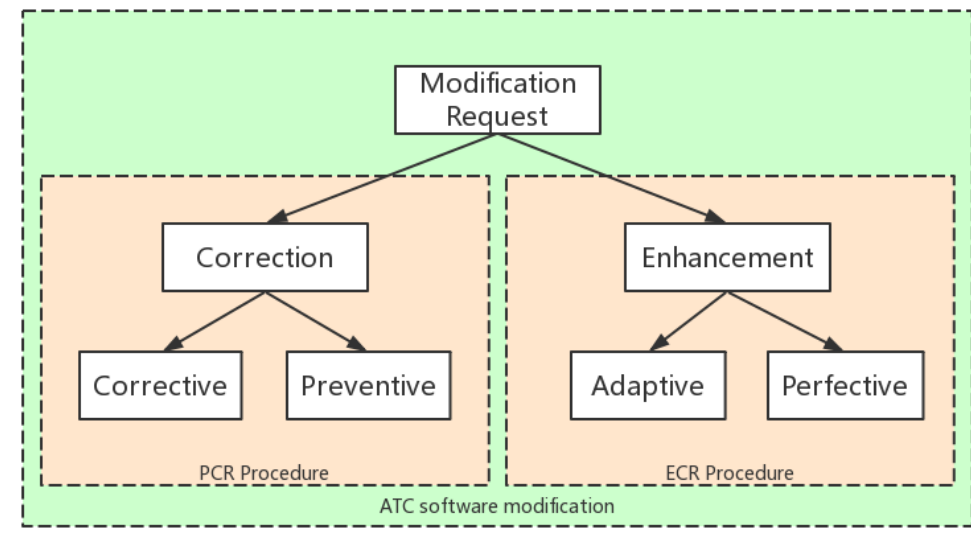 Modification
Request
Correction
Enhancement
Corrective
Preventive
Adaptive
Perfective
PCR Procedure
ECR Procedure
ATC software modification